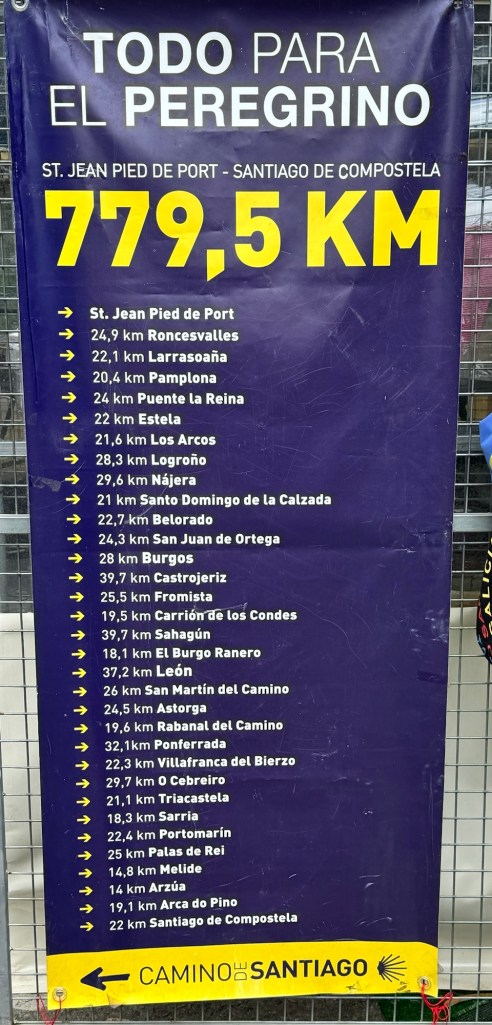 TODO PARA
EL PEREGRINO
ST. JEAN PIED DE PORT - SANTIAGO DE COMPOSTELA
779,5 KM
➔ St. Jean Pied de Port
➔ 24,9 km Roncesvalles
➔ 22,1 km Larrasoaña
➔ 20,4 km Pamplona
➔ 24 km Puente la Reina
➔ 22 km Estela
➔ 21,6 km Los Arcos
➔ 28,3 km Logroño
➔ 29,6 km Nájera
➔ 21 km Santo Domingo de la Calzada
➔ 22,7 km Belorado
➔ 24,3 km San Juan de Ortega
➔ 28 km Burgos
➔ 39,7 km Castrojeriz
➔ 25,5 km Fromista
➔ 19,5 km Carrión de los Condes
➔ 39,7 km Sahagún
➔ 18,1 km El Burgo Ranero
➔ 37,2 km León
➔ 26 km San Martín del Camino
➔ 24,5 km Astorga
➔ 19,6 km Rabanal del Camino
➔ 32,1km Ponferrada
➔ 22,3 km Villafranca del Bierzo
➔ 29,7 km O Cebreiro
➔ 21,1 km Triacastela
➔ 18,3 km Sarria
➔ 22,4 km Portomarín
➔ 25 km Palas de Rei
➔ 14,8 km Melide
➔ 14 km Arzúa
➔ 19,1 km Arca do Pino
➔ 22 km Santiago de Compostela
CAMINO DE SANTIAGO